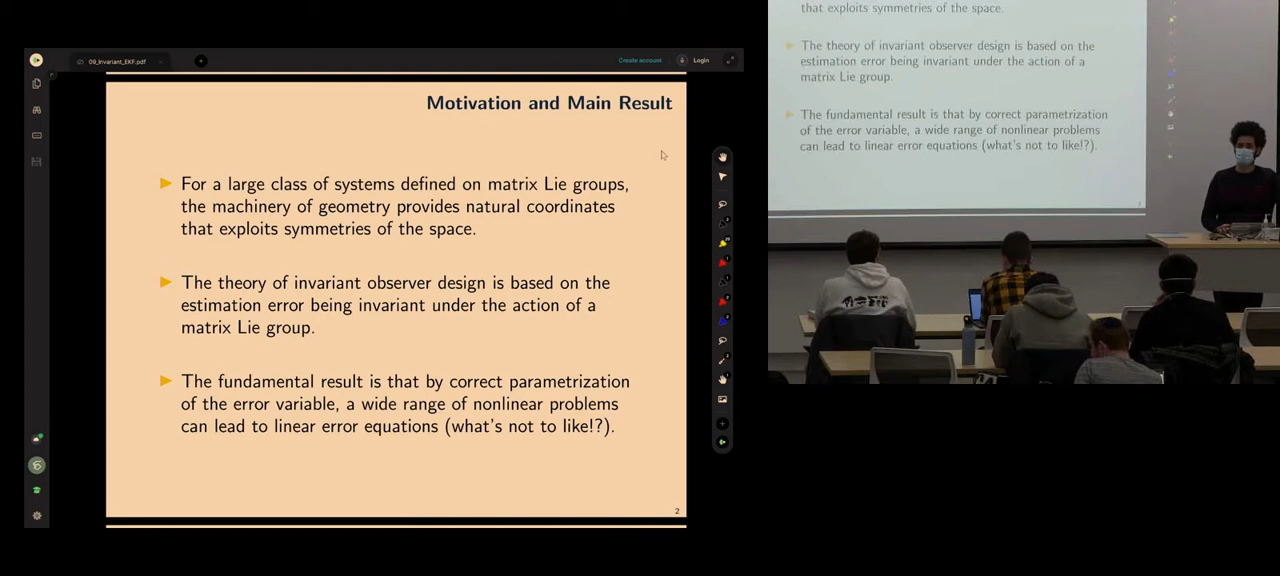 09_Invariant_EKF.pdf
Create account
Login
Motivation and Main Result
For a large class of systems defined on matrix Lie groups,
the machinery of geometry provides natural coordinates
that exploits symmetries of the space.
The theory of invariant observer design is based on the
estimation error being invariant under the action of a
matrix Lie group.
The fundamental result is that by correct parametrization
of the error variable, a wide range of nonlinear problems
can lead to linear error equations (what's not to like!?).
2
that exploits symmetries of the space.
The theory of invariant observer design is based on the
estimation error being invariant under the action of a
matrix Lie group.
The fundamental result is that by correct parametrization
of the error variable, a wide range of nonlinear problems
can lead to linear error equations (what's not to like!?).